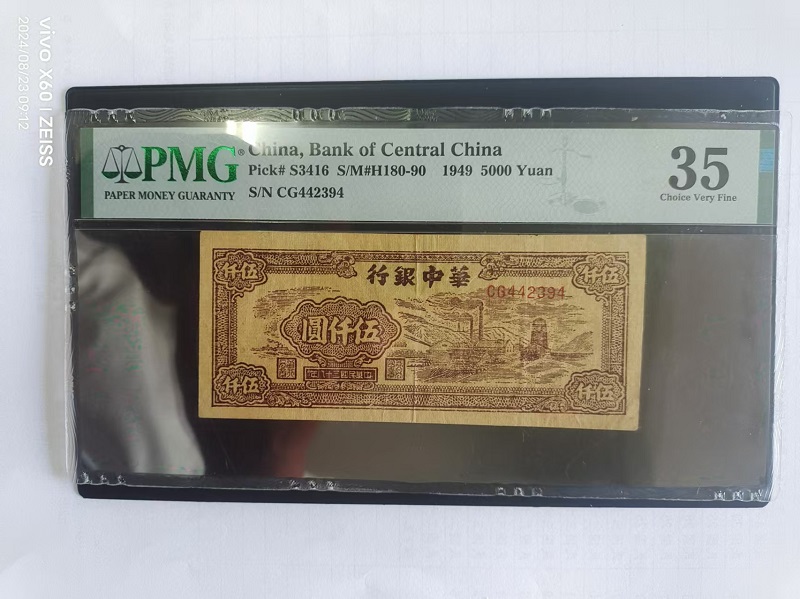 PMG®
PAPER MONEY GUARANTY
China, Bank of Central China
Pick# S3416 S/M#H180-90 1949 5000 Yuan
S/N CG442394
35
Choice Very Fine
行銀中華
仟伍
仟伍
CG442394
圓仟伍
仟伍
仟伍
vivo X60 | ZEISS
2024/08/23 09:12